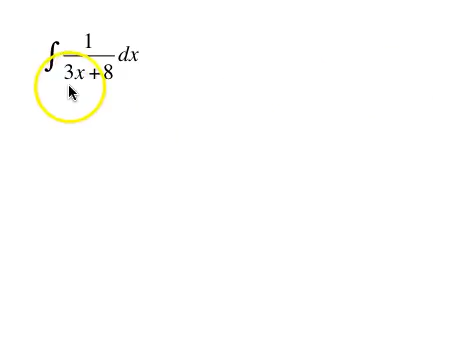 ∫ 1/(3x+8) dx